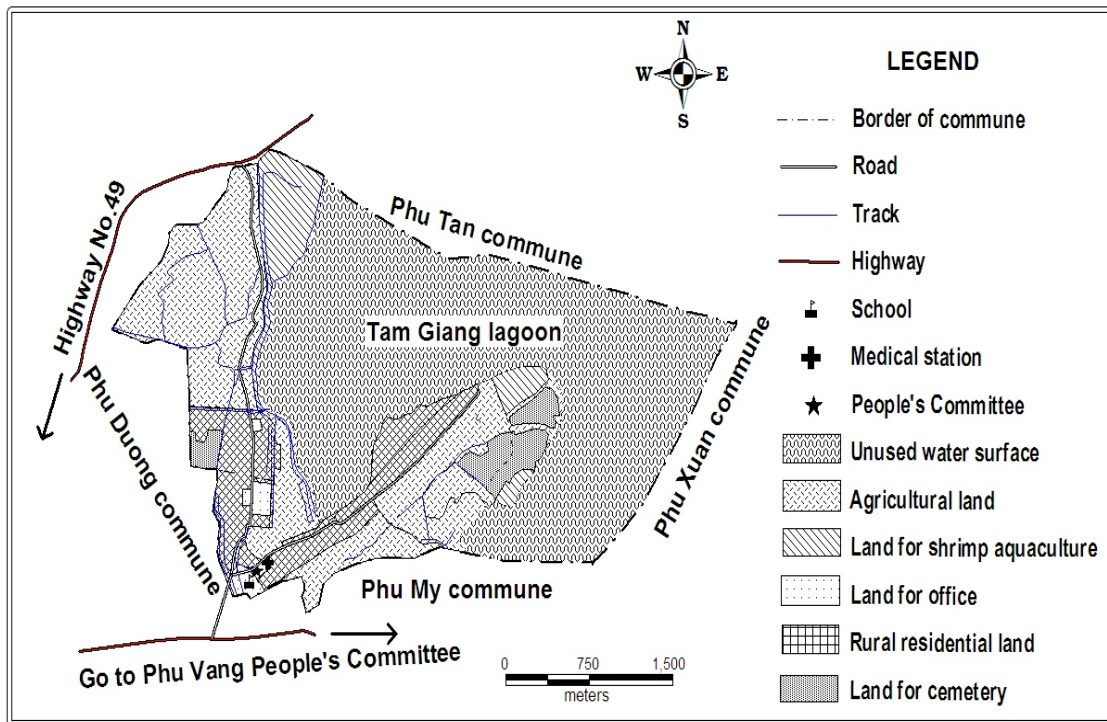 N
W E
S
LEGEND
Border of commune
Road
Track
Highway
School
Medical station
People's Committee
Unused water surface
Agricultural land
Land for shrimp aquaculture
Land for office
Rural residential land
Land for cemetery
Highway No.49
Phu Tan commune
Tam Giang lagoon
Phu Xuan commune
Phu Duong commune
Phu My commune
Go to Phu Vang People's Committee
0 750 1,500
meters